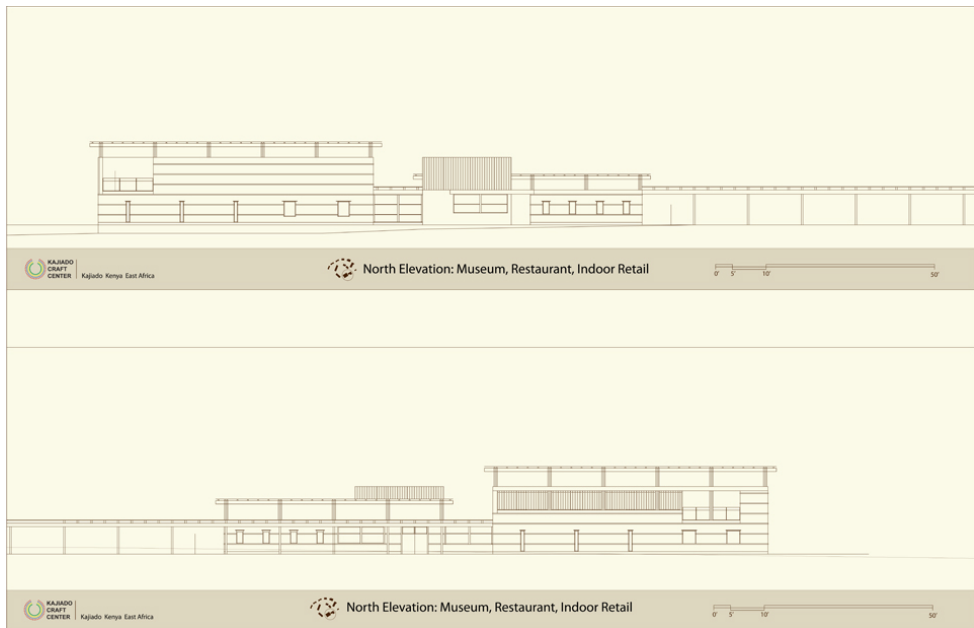 KAJIADO
CRAFT
CENTER
Kajiado Kenya East Africa
North Elevation: Museum, Restaurant, Indoor Retail
0' 5' 10' 50'
KAJIADO
CRAFT
CENTER
Kajiado Kenya East Africa
North Elevation: Museum, Restaurant, Indoor Retail
0' 5' 10' 50'